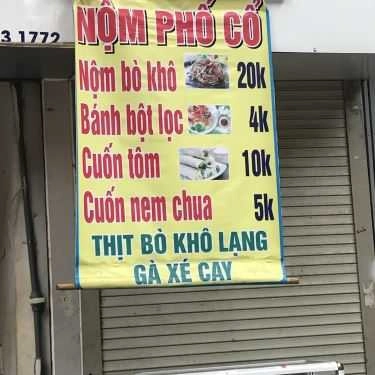 3 1772
NỘM PHỐ CỔ
Nộm bò khô 20k
Bánh bột lọc 4k
Cuốn tôm 10k
Cuốn nem chua 5k
THỊT BÒ KHÔ LẠNG
GÀ XÉ CAY